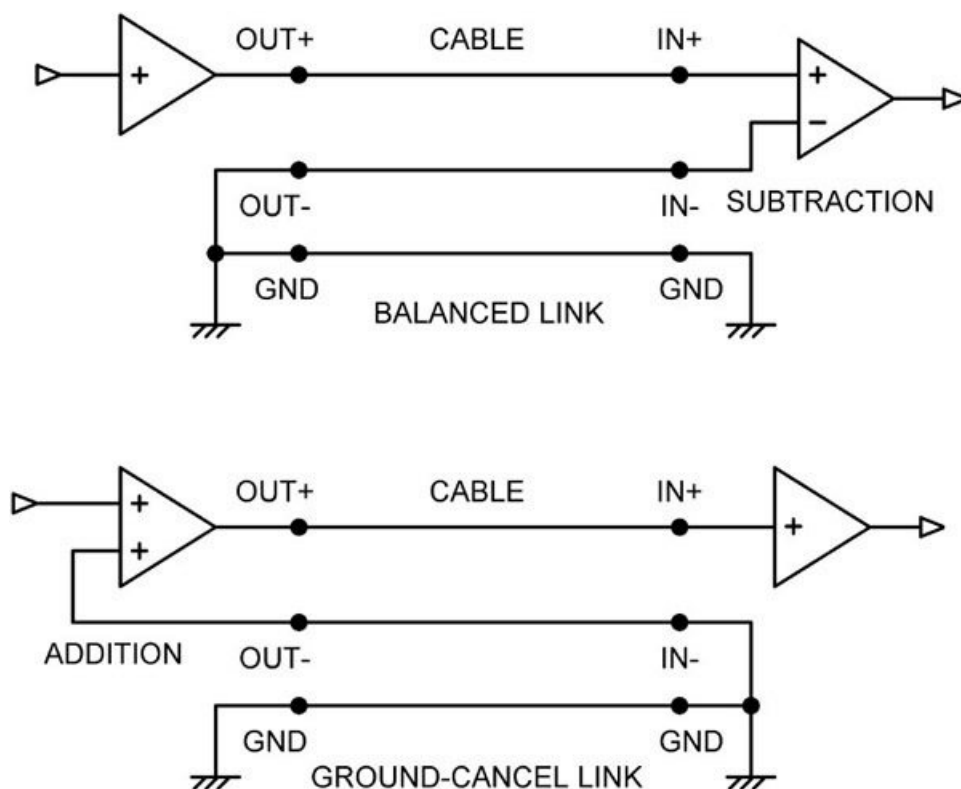 OUT+ CABLE IN+
+ +
−
OUT- IN- SUBTRACTION
GND GND
BALANCED LINK
OUT+ CABLE IN+
+ +
+
ADDITION OUT- IN-
GND GND
GROUND-CANCEL LINK